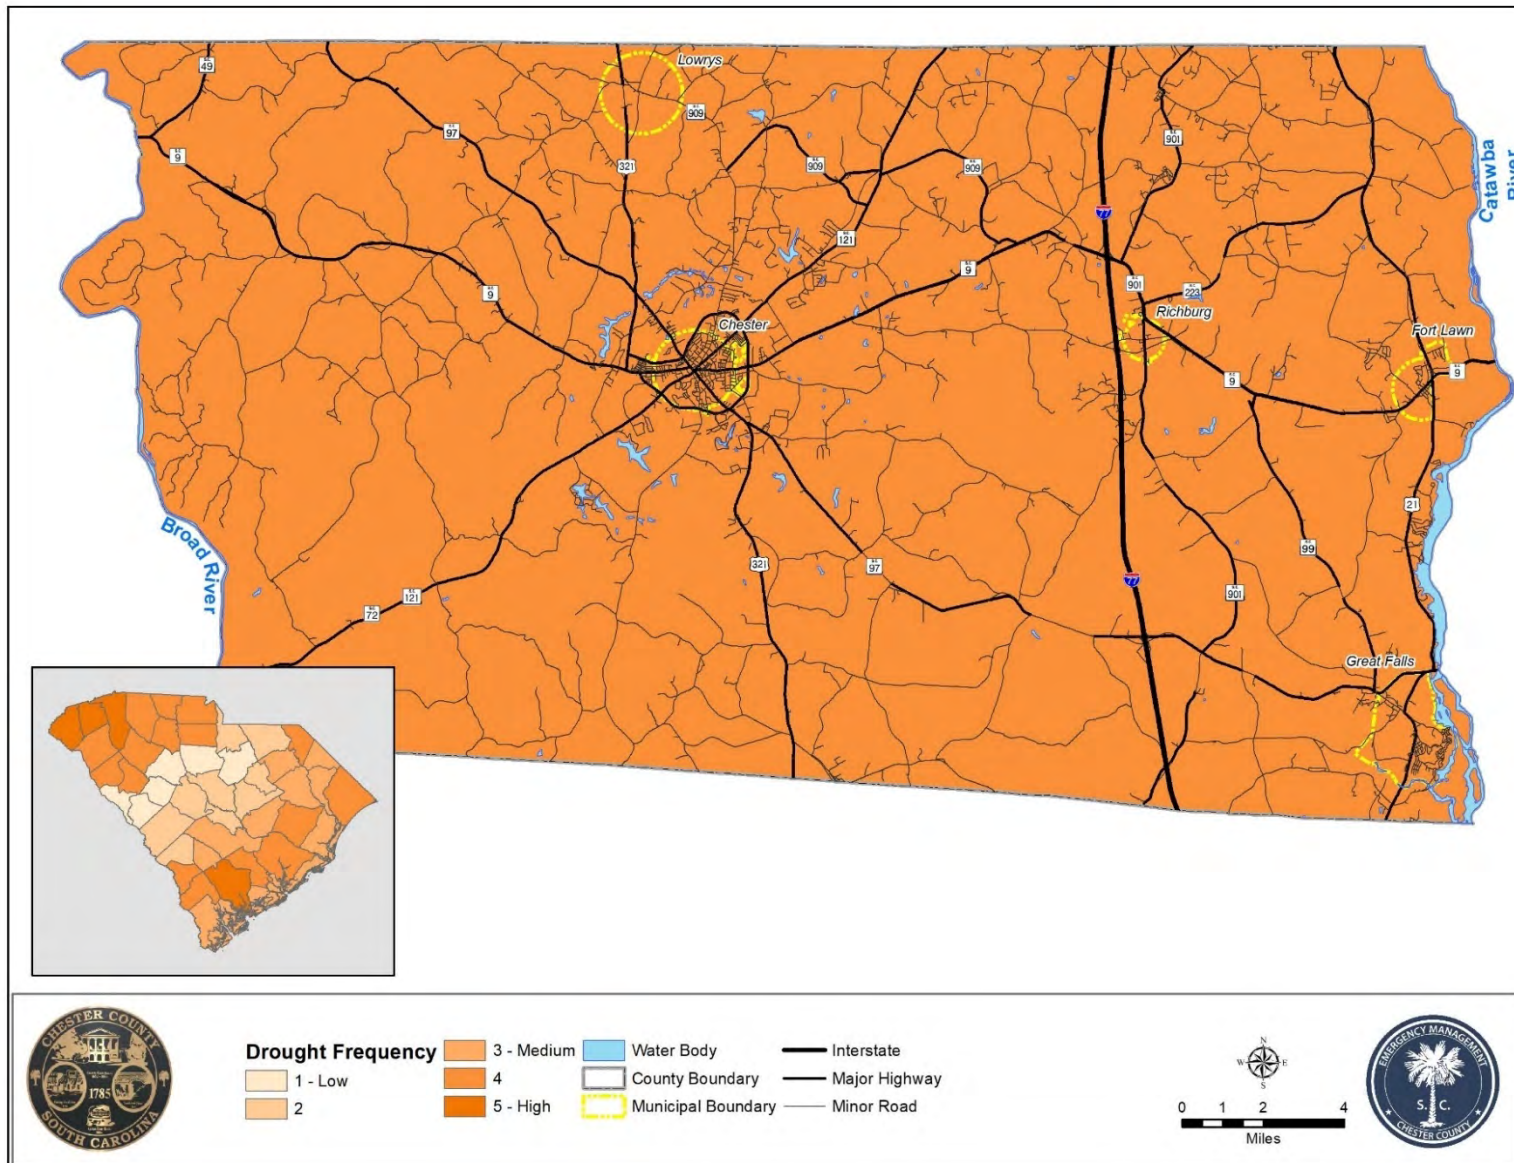 Lowrys
S.C.
49
S.C.
97
S.C.
909
S.C.
9
321
S.C.
909
S.C.
909
S.C.
901
Catawba
River
77
S.C.
121
S.C.
9
S.C.
9
S.C.
901
S.C.
223
Richburg
Chester
Fort Lawn
S.C.
9
S.C.
9
21
Broad River
S.C.
99
321
S.C.
97
77
S.C.
901
S.C.
121
S.C.
72
Great Falls
CHESTER COUNTY
1785
SOUTH CAROLINA
Drought Frequency
1 - Low
2
3 - Medium
4
5 - High
Water Body
County Boundary
Municipal Boundary
Interstate
Major Highway
Minor Road
N
W E
S
0 1 2 4
Miles
EMERGENCY MANAGEMENT
S. C.
CHESTER COUNTY